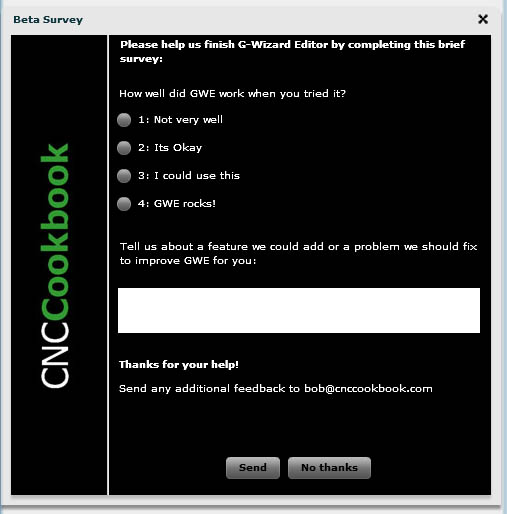 Beta Survey
CNCCookbook
Please help us finish G-Wizard Editor by completing this brief
survey:
How well did GWE work when you tried it?
1: Not very well
2: Its Okay
3: I could use this
4: GWE rocks!
Tell us about a feature we could add or a problem we should fix
to improve GWE for you:
Thanks for your help!
Send any additional feedback to bob@cnccookbook.com
Send
No thanks